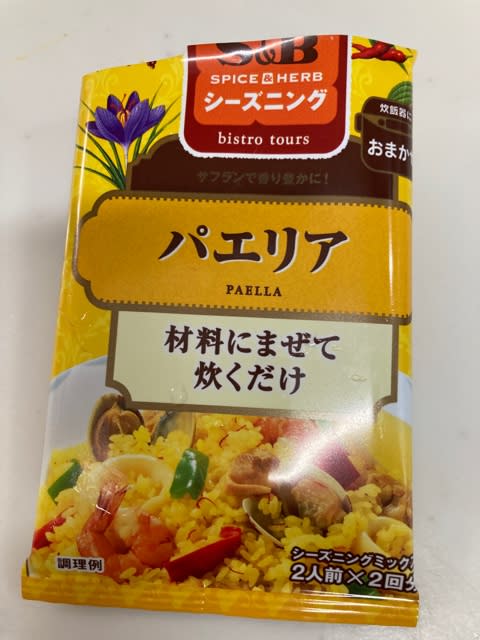 S&B
SPICE & HERB
シーズニング
bistro tours
炊飯器に
おまか
サフランで香り豊かに！
パエリア
PAELLA
材料にまぜて
炊くだけ
シーズニングミック
2人前×2回分
調理例